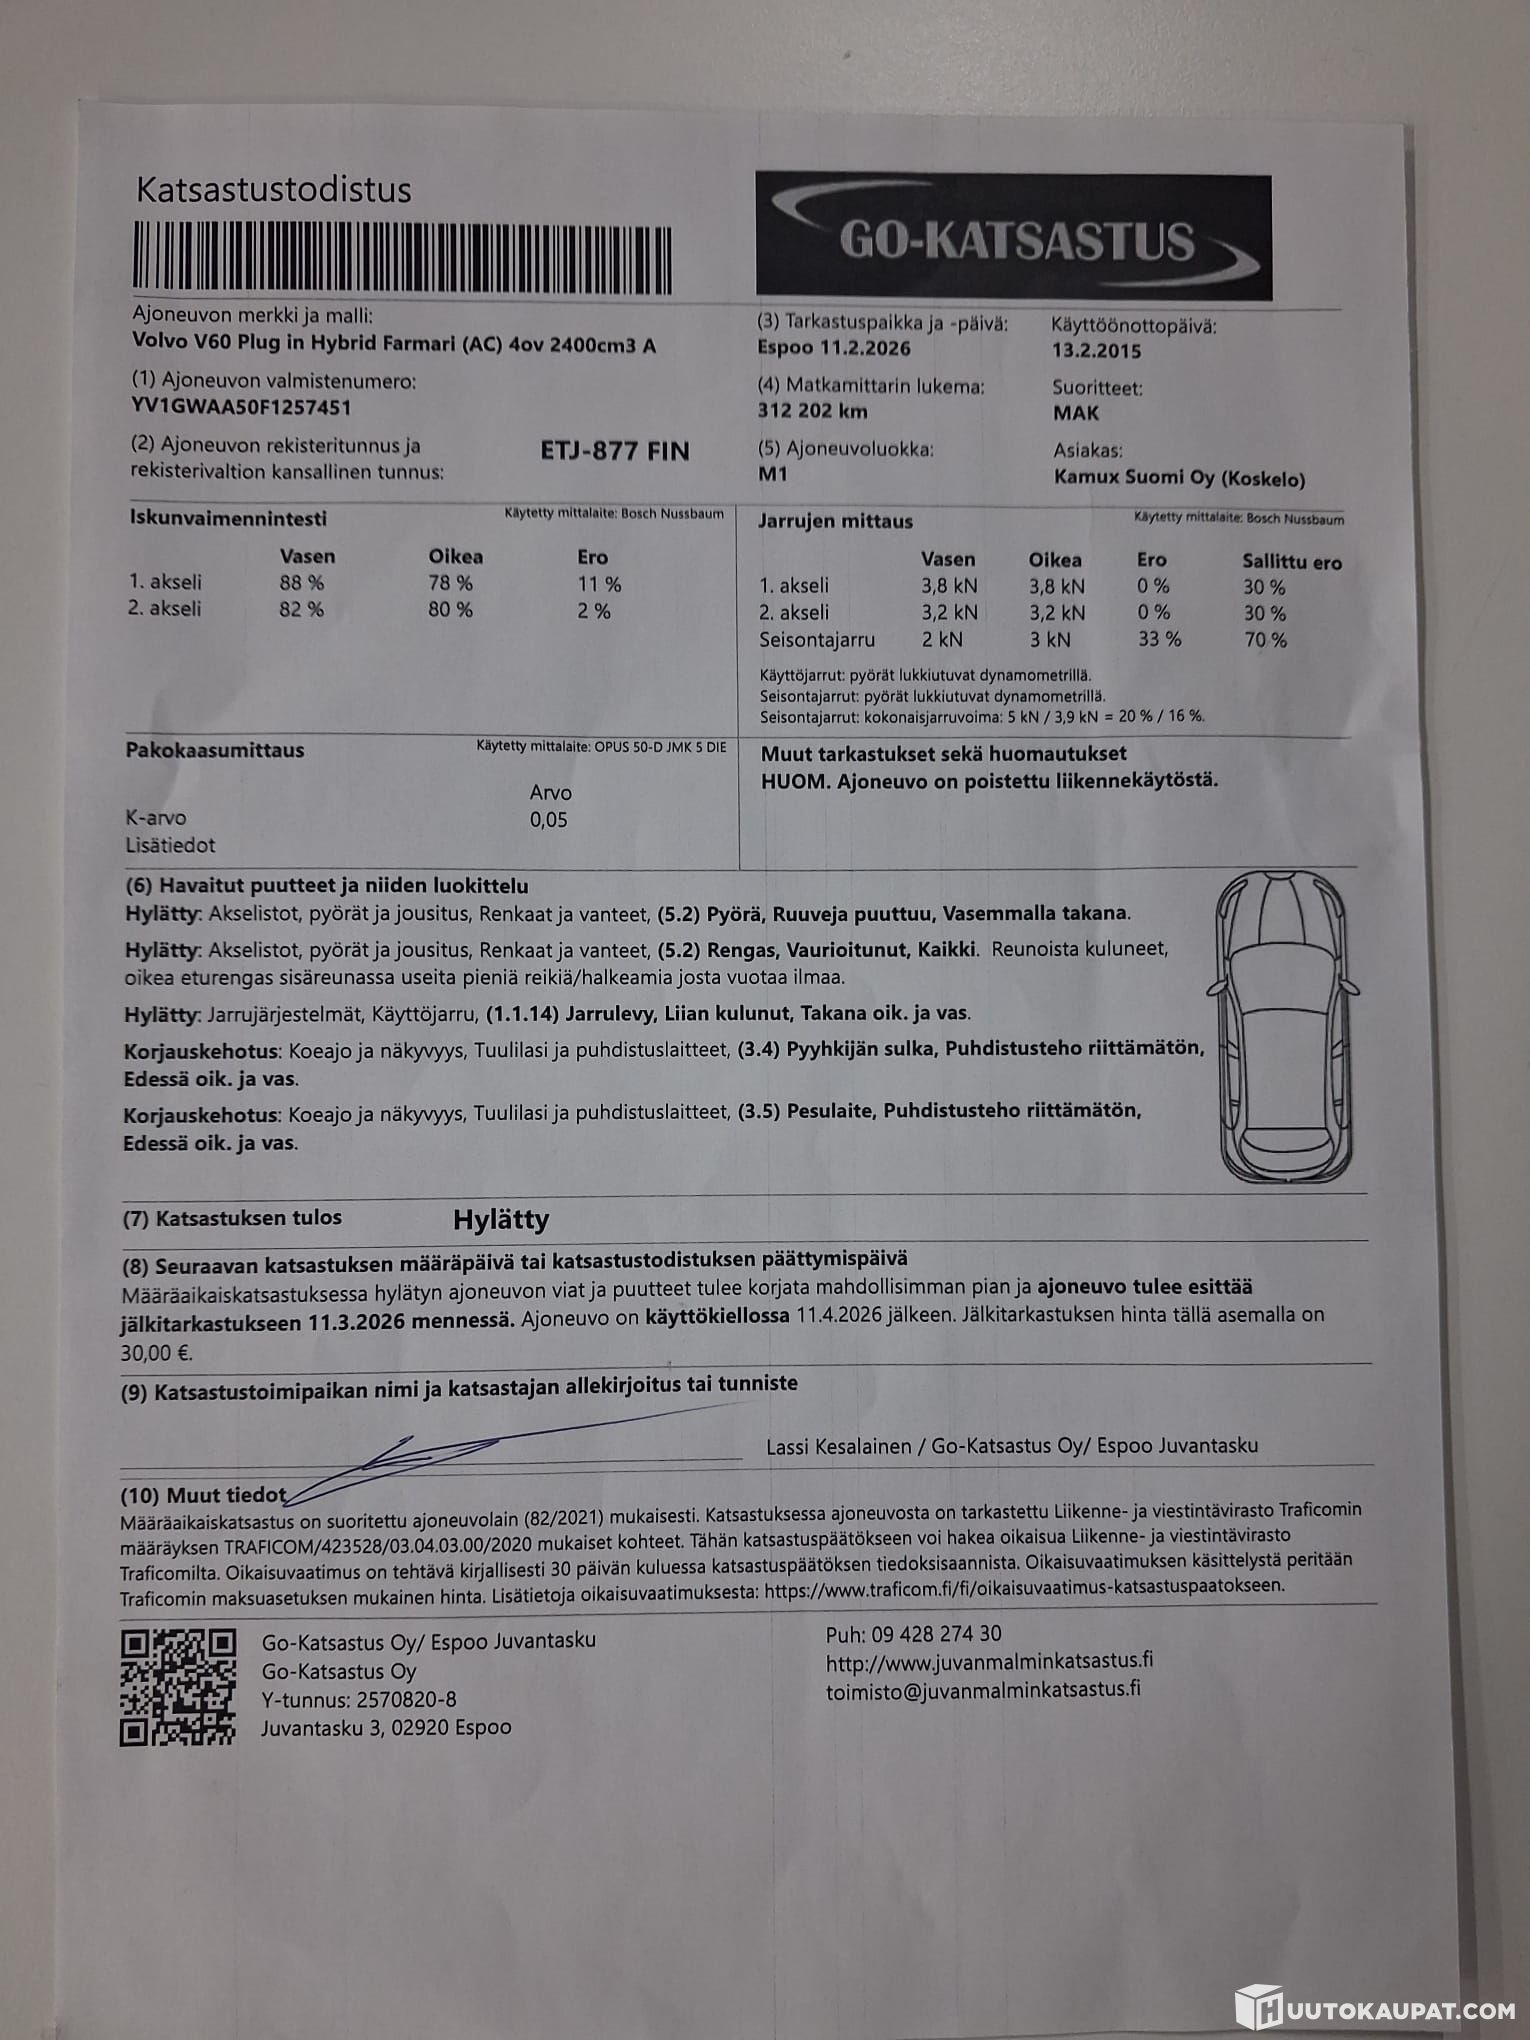 Katsastustodistus
GO-KATSASTUS
Ajoneuvon merkki ja malli:
Volvo V60 Plug in Hybrid Farmari (AC) 4ov 2400cm3 A
(1) Ajoneuvon valmistenumero:
YV1GWAA50F1257451
(2) Ajoneuvon rekisteritunnus ja
rekisterivaltion kansallinen tunnus:
ETJ-877 FIN
(3) Tarkastuspaikka ja -päivä:
Espoo 11.2.2026
(4) Matkamittarin lukema:
312 202 km
(5) Ajoneuvoluokka:
M1
Käyttöönottopäivä:
13.2.2015
Suoritteet:
MAK
Asiakas:
Kamux Suomi Oy (Koskelo)
Iskunvaimennintesti Käytetty mittalaite: Bosch Nussbaum
Vasen Oikea Ero
1. akseli 88 % 78 % 11 %
2. akseli 82 % 80 % 2 %
Jarrujen mittaus Käytetty mittalaite: Bosch Nussbaum
Vasen Oikea Ero Sallittu ero
1. akseli 3,8 kN 3,8 kN 0 % 30 %
2. akseli 3,2 kN 3,2 kN 0 % 30 %
Seisontajarru 2 kN 3 kN 33 % 70 %
Käyttöjarrut: pyörät lukkiutuvat dynamometrillä.
Seisontajarrut: pyörät lukkiutuvat dynamometrillä.
Seisontajarrut: kokonaisjarruvoima: 5 kN / 3,9 kN = 20 % / 16 %.
Pakokaasumittaus Käytetty mittalaite: OPUS 50-D JMK 5 DIE
Arvo
K-arvo 0,05
Lisätiedot
Muut tarkastukset sekä huomautukset
HUOM. Ajoneuvo on poistettu liikennekäytöstä.
(6) Havaitut puutteet ja niiden luokittelu
Hylätty: Akselistot, pyörät ja jousitus, Renkaat ja vanteet, (5.2) Pyörä, Ruuveja puuttuu, Vasemmalla takana.
Hylätty: Akselistot, pyörät ja jousitus, Renkaat ja vanteet, (5.2) Rengas, Vaurioitunut, Kaikki. Reunoista kuluneet,
oikea eturengas sisäreunassa useita pieniä reikiä/halkeamia josta vuotaa ilmaa.
Hylätty: Jarrujärjestelmät, Käyttöjarru, (1.1.14) Jarrulevy, Liian kulunut, Takana oik. ja vas.
Korjauskehotus: Koeajo ja näkyvyys, Tuulilasi ja puhdistuslaitteet, (3.4) Pyyhkijän sulka, Puhdistusteho riittämätön,
Edessä oik. ja vas.
Korjauskehotus: Koeajo ja näkyvyys, Tuulilasi ja puhdistuslaitteet, (3.5) Pesulaite, Puhdistusteho riittämätön,
Edessä oik. ja vas.
(7) Katsastuksen tulos Hylätty
(8) Seuraavan katsastuksen määräpäivä tai katsastustodistuksen päättymispäivä
Määräaikaiskatsastuksessa hylätyn ajoneuvon viat ja puutteet tulee korjata mahdollisimman pian ja ajoneuvo tulee esittää
jälkitarkastukseen 11.3.2026 mennessä. Ajoneuvo on käyttökiellossa 11.4.2026 jälkeen. Jälkitarkastuksen hinta tällä asemalla on
30,00 €.
(9) Katsastustoimipaikan nimi ja katsastajan allekirjoitus tai tunniste
Lassi Kesalainen / Go-Katsastus Oy/ Espoo Juvantasku
(10) Muut tiedot
Määräaikaiskatsastus on suoritettu ajoneuvolain (82/2021) mukaisesti. Katsastuksessa ajoneuvosta on tarkastettu Liikenne- ja viestintävirasto Traficomin
määräyksen TRAFICOM/423528/03.04.03.00/2020 mukaiset kohteet. Tähän katsastuspäätökseen voi hakea oikaisua Liikenne- ja viestintävirasto
Traficomilta. Oikaisuvaatimus on tehtävä kirjallisesti 30 päivän kuluessa katsastuspäätöksen tiedoksisaannista. Oikaisuvaatimuksen käsittelystä peritään
Traficomin maksuasetuksen mukainen hinta. Lisätietoja oikaisuvaatimuksesta: https://www.traficom.fi/fi/oikaisuvaatimus-katsastuspaatokseen.
Go-Katsastus Oy/ Espoo Juvantasku
Go-Katsastus Oy
Y-tunnus: 2570820-8
Juvantasku 3, 02920 Espoo
Puh: 09 428 274 30
http://www.juvanmalminkatsastus.fi
toimisto@juvanmalminkatsastus.fi
HUUTOKAUPAT.COM